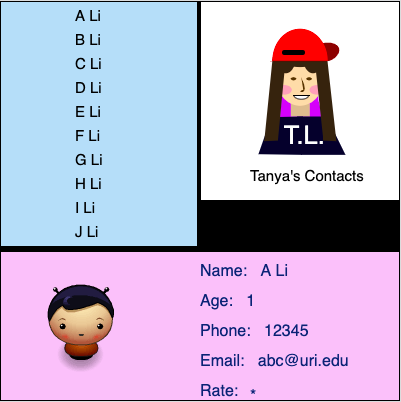 A Li
B Li
C Li
D Li
E Li
F Li
G Li
H Li
I Li
J Li
T.L.
Tanya's Contacts
Name: A Li
Age: 1
Phone: 12345
Email: abc@uri.edu
Rate: *